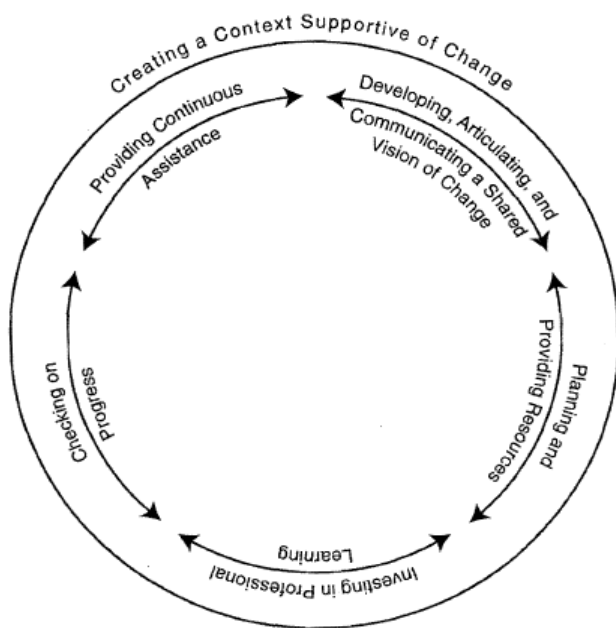 Creating a Context Supportive of Change
Developing, Articulating, and
Communicating a Shared
Vision of Change
Planning and
Providing Resources
Investing in Professional
Learning
Checking on
Progress
Providing Continuous
Assistance